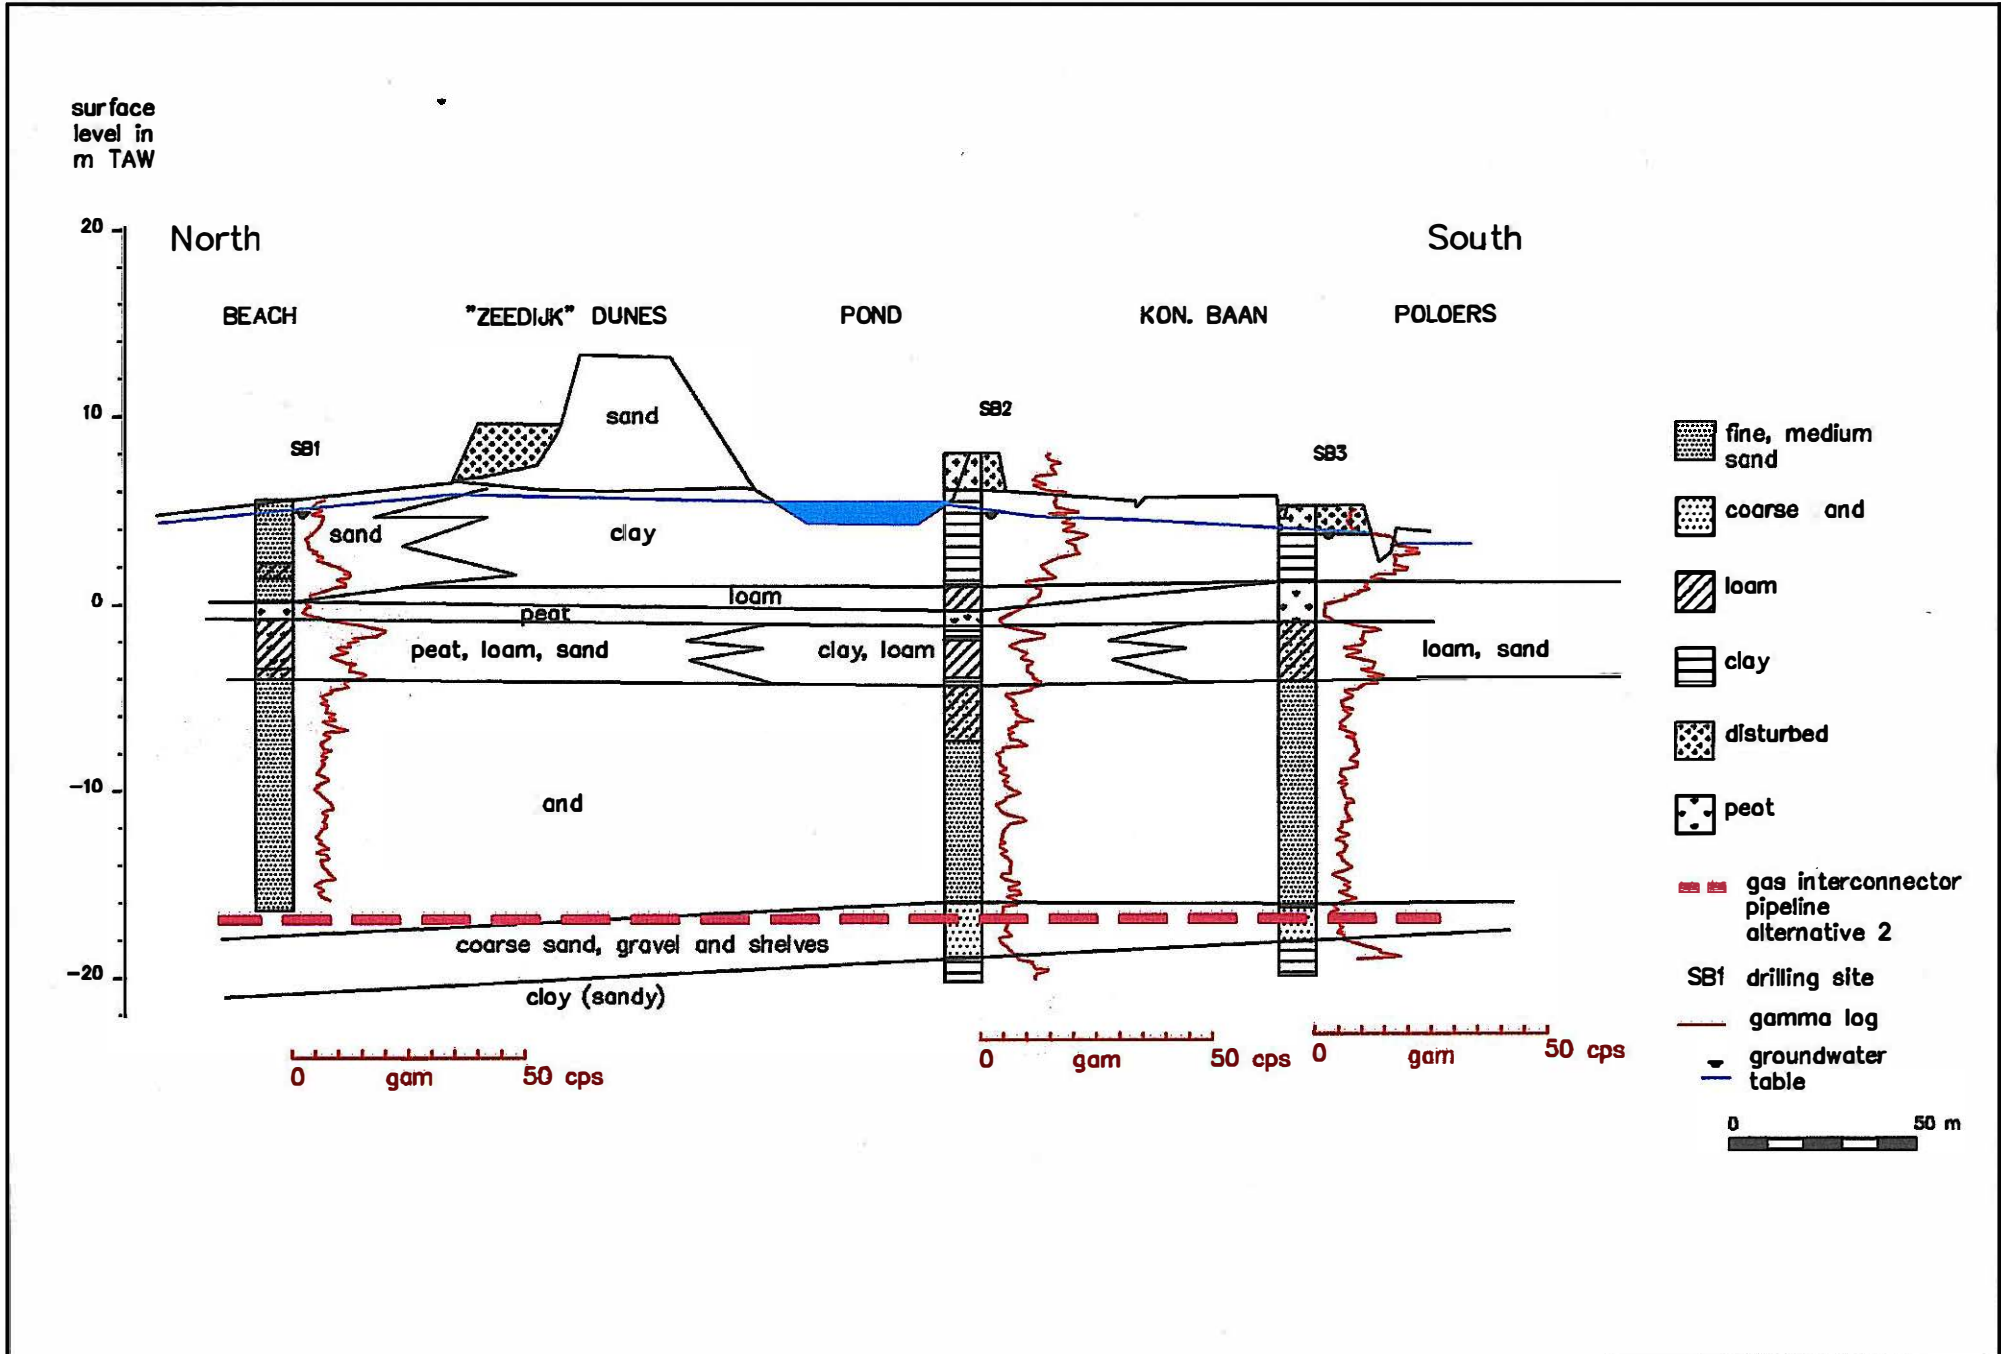 surface
level in
m TAW
20
North
South
BEACH
"ZEEDIJK" DUNES
POND
KON. BAAN
POLOERS
10
SB1
sand
SB2
SB3
fine, medium
sand
coarse and
sand
clay
loam
0
loam
peat
peat, loam, sand
clay, loam
loam, sand
clay
disturbed
-10
and
peat
gas interconnector
pipeline
alternative 2
coarse sand, gravel and shelves
-20
clay (sandy)
SB1 drilling site
gamma log
groundwater
table
0 gam 50 cps
0 gam 50 cps
0 gam 50 cps
0 50 m